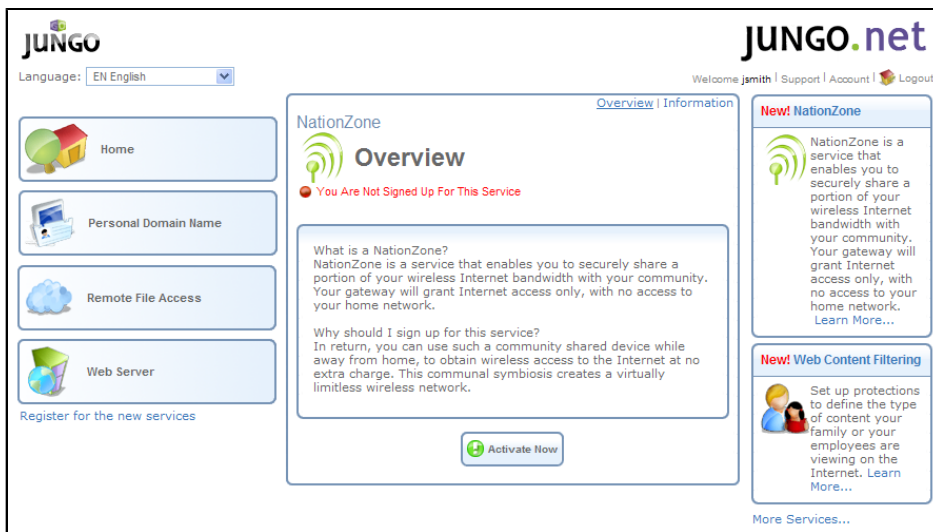 JUNGO
JUNGO.net
Language: EN English
Welcome jsmith | Support | Account | Logout
Home
Personal Domain Name
Remote File Access
Web Server
Register for the new services
Overview | Information
NationZone
Overview
You Are Not Signed Up For This Service
What is a NationZone?
NationZone is a service that enables you to securely share a
portion of your wireless Internet bandwidth with your community.
Your gateway will grant Internet access only, with no access to
your home network.
Why should I sign up for this service?
In return, you can use such a community shared device while
away from home, to obtain wireless access to the Internet at no
extra charge. This communal symbiosis creates a virtually
limitless wireless network.
Activate Now
New! NationZone
NationZone is a
service that
enables you to
securely share a
portion of your
wireless Internet
bandwidth with
your community.
Your gateway will
grant Internet
access only, with
no access to your
home network.
Learn More...
New! Web Content Filtering
Set up protections
to define the type
of content your
family or your
employees are
viewing on the
Internet. Learn
More...
More Services...